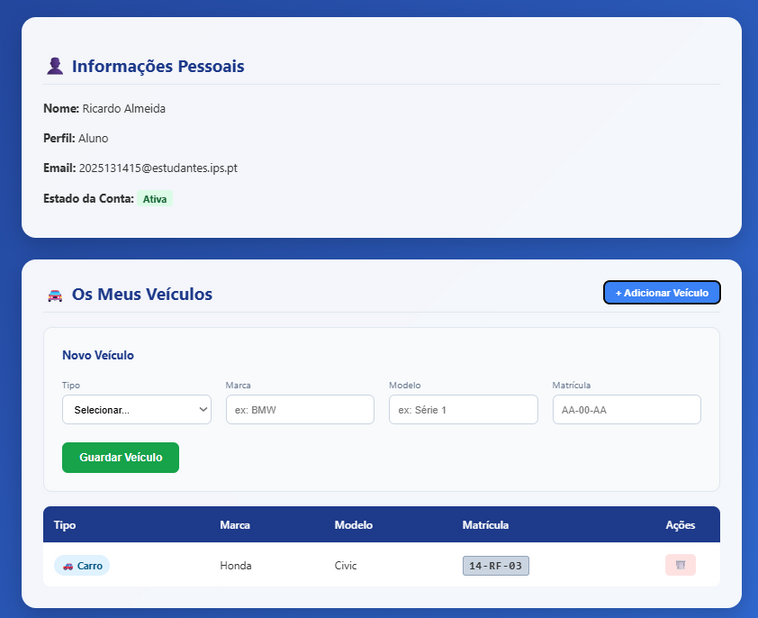 Informações Pessoais
Nome: Ricardo Almeida
Perfil: Aluno
Email: 2025131415@estudantes.ips.pt
Estado da Conta: Ativa
Os Meus Veículos
+ Adicionar Veículo
Novo Veículo
Tipo Marca Modelo Matrícula
Selecionar... ex: BMW ex: Série 1 AA-00-AA
Guardar Veículo
Tipo Marca Modelo Matrícula Ações
Carro Honda Civic 14-RF-03